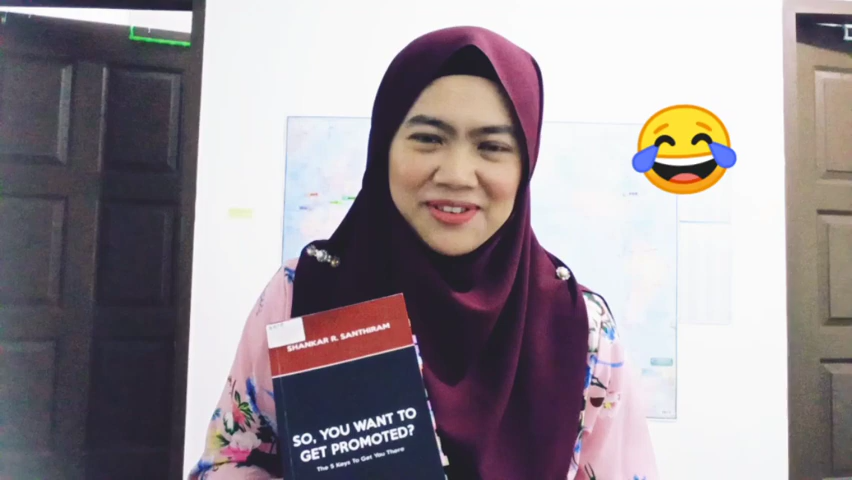 SHANKAR R. SANTHIRAM
SO, YOU WANT TO
GET PROMOTED?
The 5 Keys To Get You There